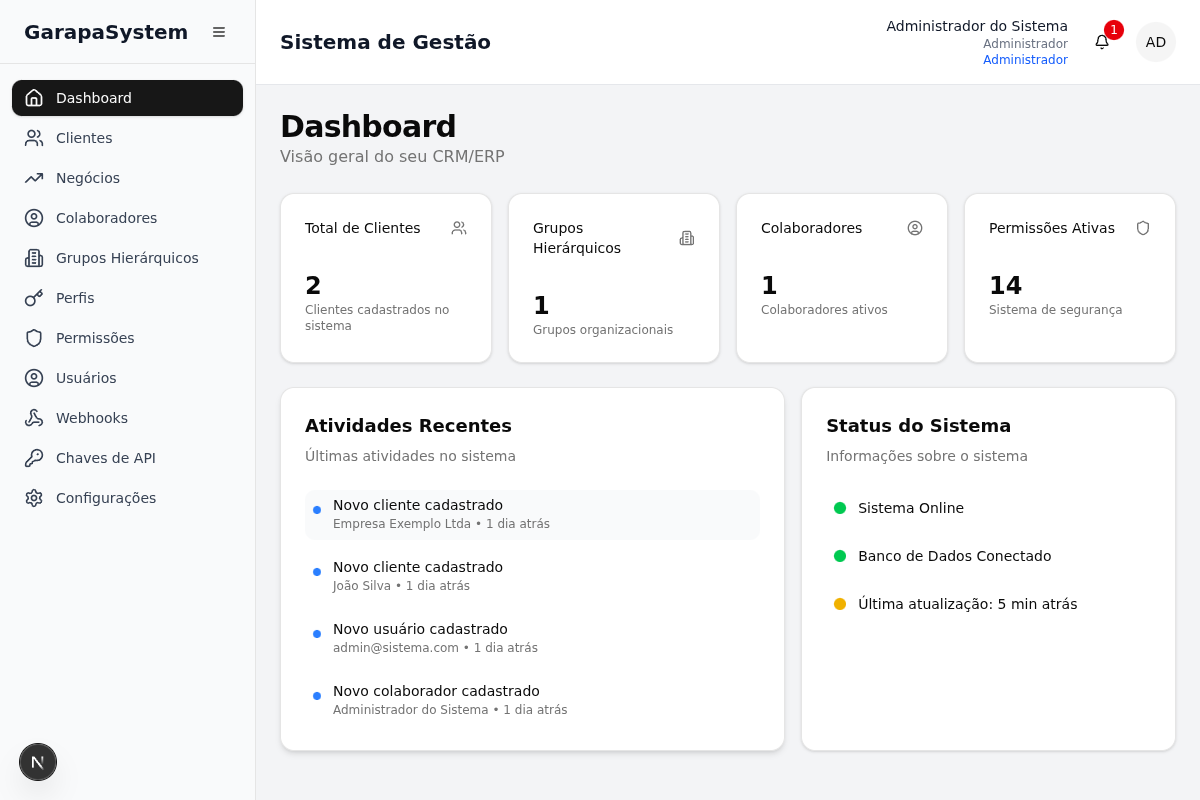 GarapaSystem
Dashboard
Clientes
Negócios
Colaboradores
Grupos Hierárquicos
Perfis
Permissões
Usuários
Webhooks
Chaves de API
Configurações
N
Sistema de Gestão
Administrador do Sistema
Administrador
Administrador
1
AD
Dashboard
Visão geral do seu CRM/ERP
Total de Clientes
2
Clientes cadastrados no
sistema
Grupos
Hierárquicos
1
Grupos organizacionais
Colaboradores
1
Colaboradores ativos
Permissões Ativas
14
Sistema de segurança
Atividades Recentes
Últimas atividades no sistema
Novo cliente cadastrado
Empresa Exemplo Ltda • 1 dia atrás
Novo cliente cadastrado
João Silva • 1 dia atrás
Novo usuário cadastrado
admin@sistema.com • 1 dia atrás
Novo colaborador cadastrado
Administrador do Sistema • 1 dia atrás
Status do Sistema
Informações sobre o sistema
Sistema Online
Banco de Dados Conectado
Última atualização: 5 min atrás